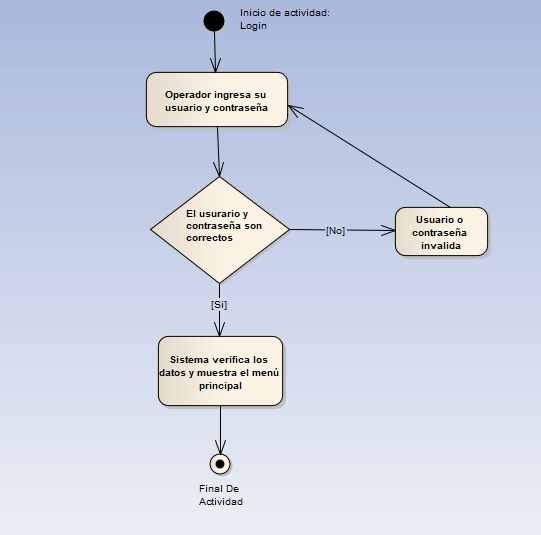 Inicio de actividad:
Login
Operador ingresa su
usuario y contraseña
El usurario y
contraseña son
correctos
[No]
Usuario o
contraseña
invalida
[Si]
Sistema verifica los
datos y muestra el menú
principal
Final De
Actividad